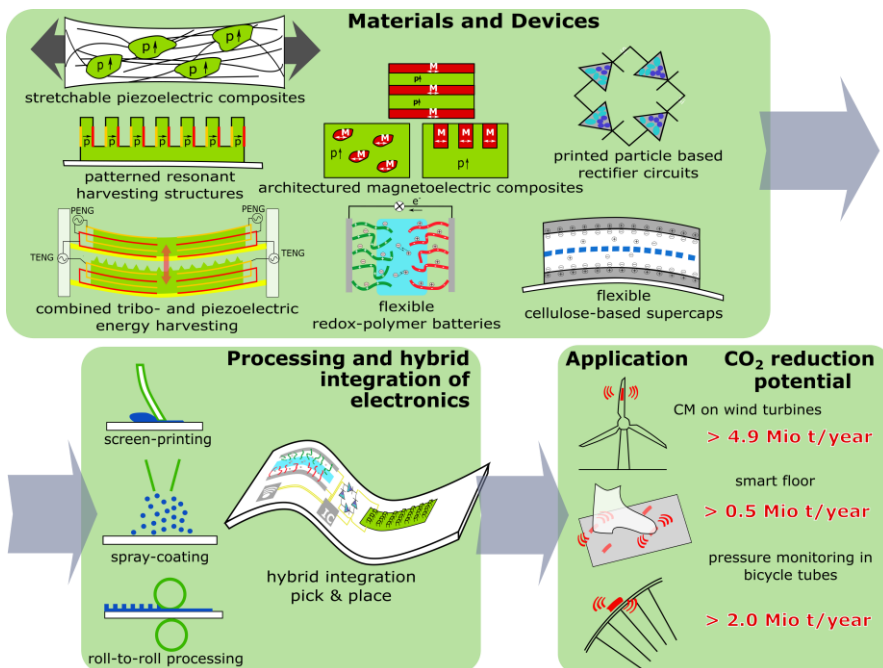 Materials and Devices
p↑
p↑
p↑
p↑
stretchable piezoelectric composites
M
p↑
M
p↑
M
M
M
M
p↑
M M M
p↑
architectured magnetoelectric composites
printed particle based
rectifier circuits
p p p p p p p
patterned resonant
harvesting structures
PENG
PENG
TENG
TENG
combined tribo- and piezoelectric
energy harvesting
e⁻
flexible
redox-polymer batteries
flexible
cellulose-based supercaps
Processing and hybrid
integration of
electronics
screen-printing
spray-coating
roll-to-roll processing
IC
hybrid integration
pick & place
Application
CO₂ reduction
potential
CM on wind turbines
> 4.9 Mio t/year
smart floor
> 0.5 Mio t/year
pressure monitoring in
bicycle tubes
> 2.0 Mio t/year